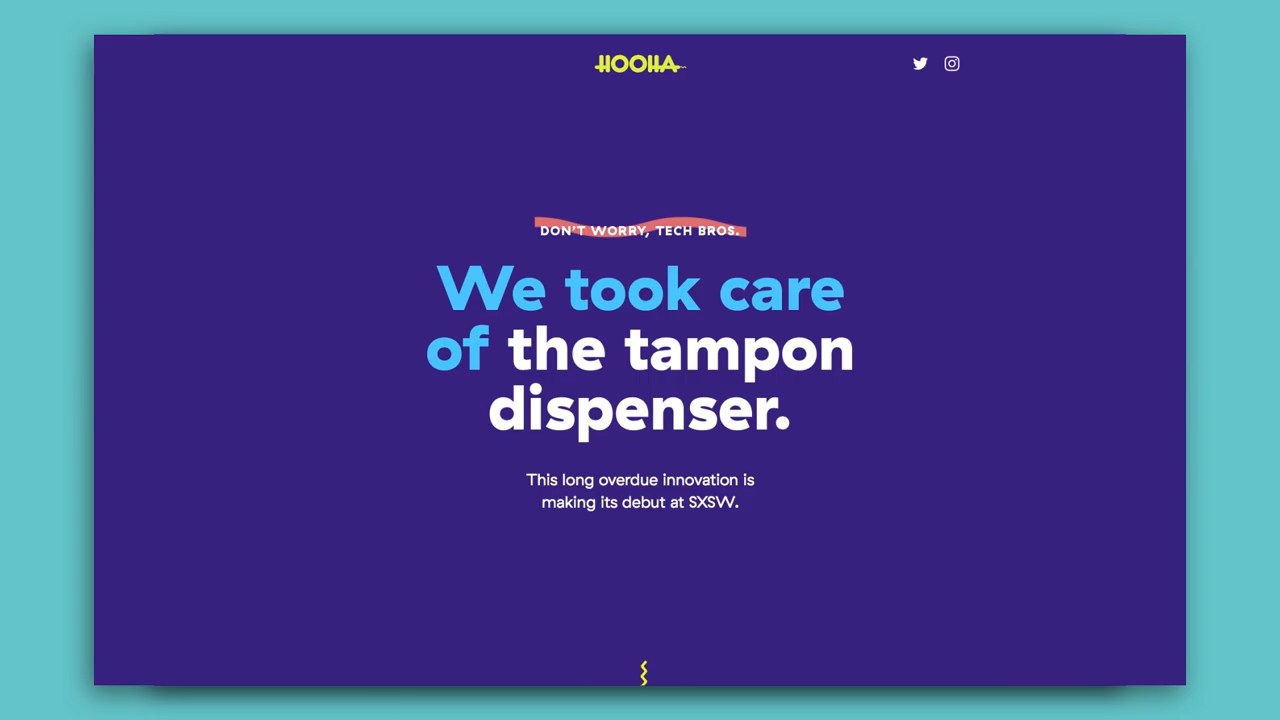 HOOHA
DON'T WORRY, TECH BROS.
We took care
of the tampon
dispenser.
This long overdue innovation is
making its debut at SXSW.